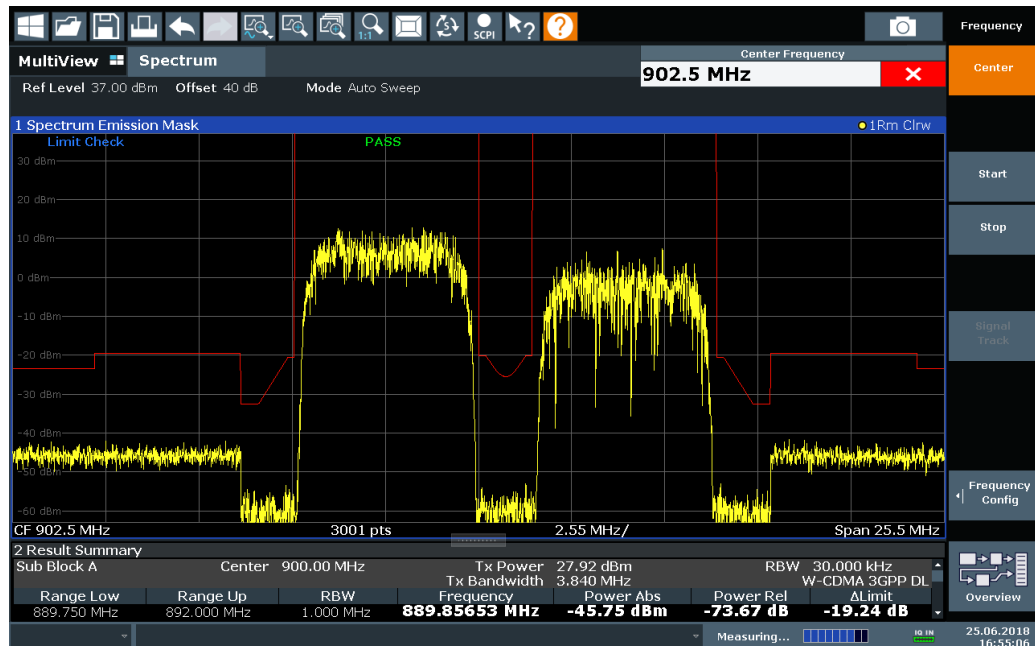 1:1 SCPI ? ? Frequency
MultiView Spectrum Center Frequency
902.5 MHz
Center
Ref Level 37.00 dBm Offset 40 dB Mode Auto Sweep
1 Spectrum Emission Mask 1Rm Clrw
Limit Check PASS
30 dBm
Start
20 dBm
Stop
10 dBm
0 dBm
-10 dBm
Signal
Track
-20 dBm
-30 dBm
-40 dBm
-50 dBm
Frequency
Config
-60 dBm
CF 902.5 MHz 3001 pts 2.55 MHz/ Span 25.5 MHz
2 Result Summary
Sub Block A Center 900.00 MHz Tx Power 27.92 dBm RBW 30.000 kHz
Tx Bandwidth 3.840 MHz W-CDMA 3GPP DL
Range Low Range Up RBW Frequency Power Abs Power Rel ΔLimit
Overview
889.750 MHz 892.000 MHz 1.000 MHz 889.85653 MHz -45.75 dBm -73.67 dB -19.24 dB
Measuring... IQ IN 25.06.2018
16:55:06